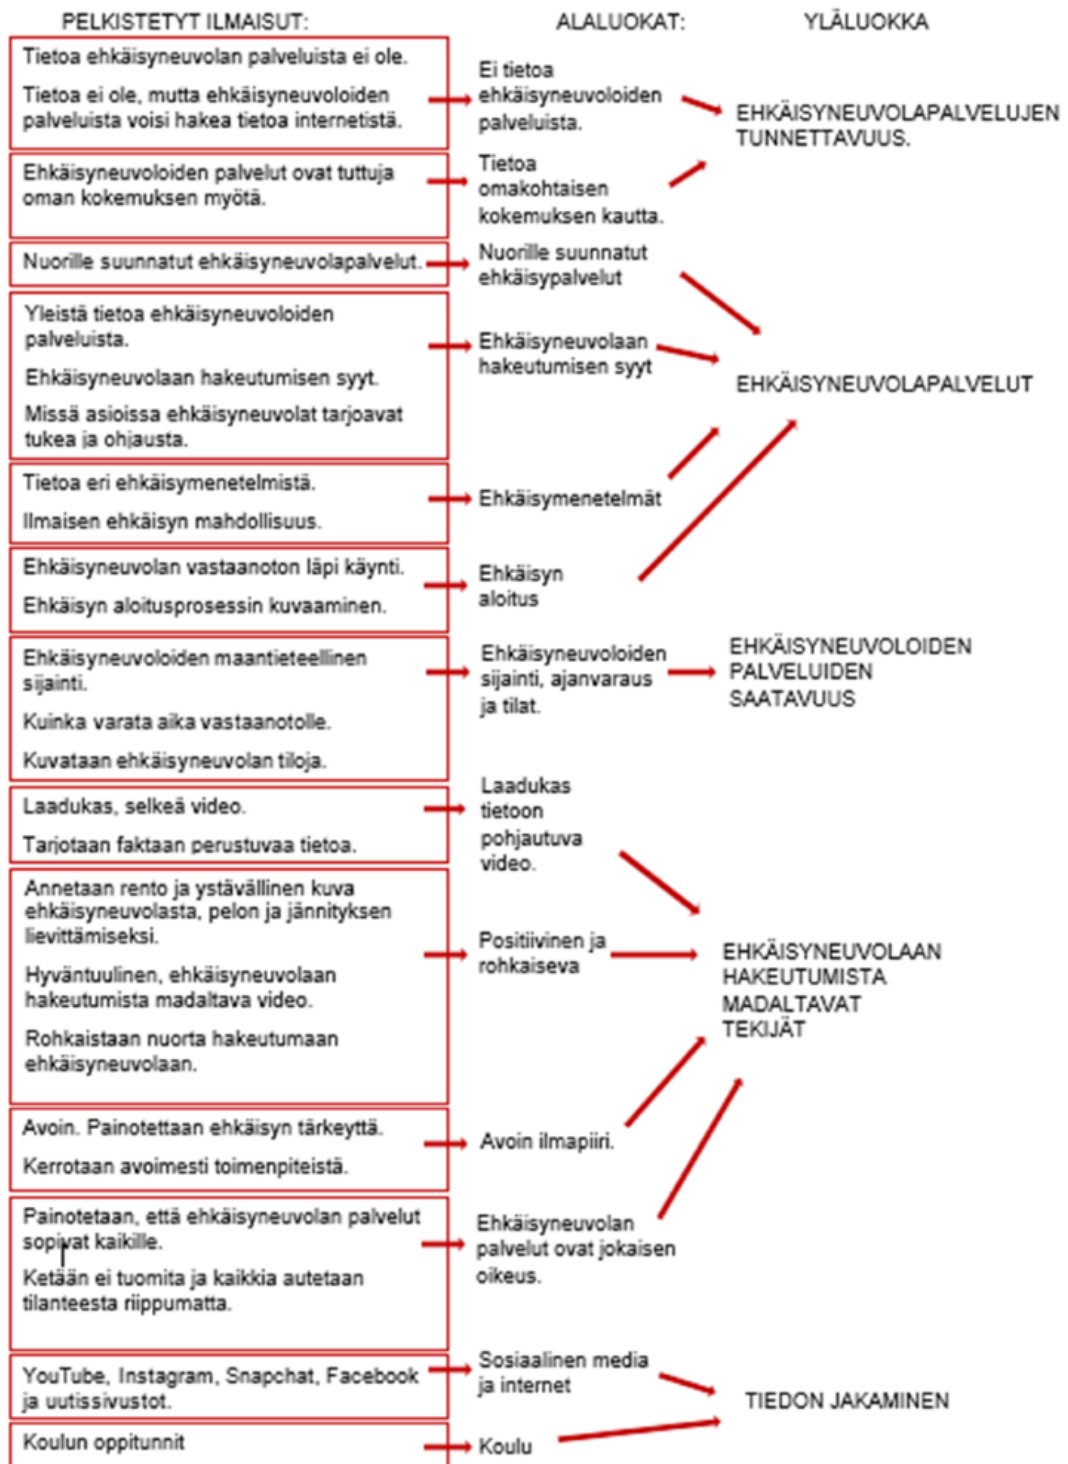 PELKISTETYT ILMAISUT:
ALALUOKAT:
YLÄLUOKKA
Tietoa ehkäisyneuvolan palveluista ei ole.
Tietoa ei ole, mutta ehkäisyneuvoloiden
palveluista voisi hakea tietoa internetistä.
Ei tietoa
ehkäisyneuvoloiden
palveluista.
EHKÄISYNEUVOLAPALVELUJEN
TUNNETTAVUUS.
Ehkäisyneuvoloiden palvelut ovat tuttuja
oman kokemuksen myötä.
Tietoa
omakohtaisen
kokemuksen kautta.
Nuorille suunnatut ehkäisyneuvolapalvelut.
Nuorille suunnatut
ehkäisypalvelut
Yleistä tietoa ehkäisyneuvoloiden
palveluista.
Ehkäisyneuvolaan hakeutumisen syyt.
Missä asioissa ehkäisyneuvolat tarjoavat
tukea ja ohjausta.
Ehkäisyneuvolaan
hakeutumisen syyt
EHKÄISYNEUVOLAPALVELUT
Tietoa eri ehkäisymenetelmistä.
Ilmaisen ehkäisyn mahdollisuus.
Ehkäisymenetelmät
Ehkäisyneuvolan vastaanoton läpi käynti.
Ehkäisyn aloitusprosessin kuvaaminen.
Ehkäisyn
aloitus
Ehkäisyneuvoloiden maantieteellinen
sijainti.
Kuinka varata aika vastaanotolle.
Kuvataan ehkäisyneuvolan tiloja.
Ehkäisyneuvoloiden
sijainti, ajanvaraus
ja tilat.
EHKÄISYNEUVOLOIDEN
PALVELUIDEN
SAATAVUUS
Laadukas, selkeä video.
Tarjotaan faktaan perustuvaa tietoa.
Laadukas
tietoon
pohjautuva
video.
Annetaan rento ja ystävällinen kuva
ehkäisyneuvolasta, pelon ja jännityksen
lievittämiseksi.
Hyväntuulinen, ehkäisyneuvolaan
hakeutumista madaltava video.
Rohkaistaan nuorta hakeutumaan
ehkäisyneuvolaan.
Positiivinen ja
rohkaiseva
EHKÄISYNEUVOLAAN
HAKEUTUMISTA
MADALTAVAT
TEKIJÄT
Avoin. Painotettaan ehkäisyn tärkeyttä.
Kerrotaan avoimesti toimenpiteistä.
Avoin ilmapiiri.
Painotetaan, että ehkäisyneuvolan palvelut
sopivat kaikille.
Ketään ei tuomita ja kaikkia autetaan
tilanteesta riippumatta.
Ehkäisyneuvolan
palvelut ovat jokaisen
oikeus.
YouTube, Instagram, Snapchat, Facebook
ja uutissivustot.
Sosiaalinen media
ja internet
TIEDON JAKAMINEN
Koulun oppitunnit
Koulu